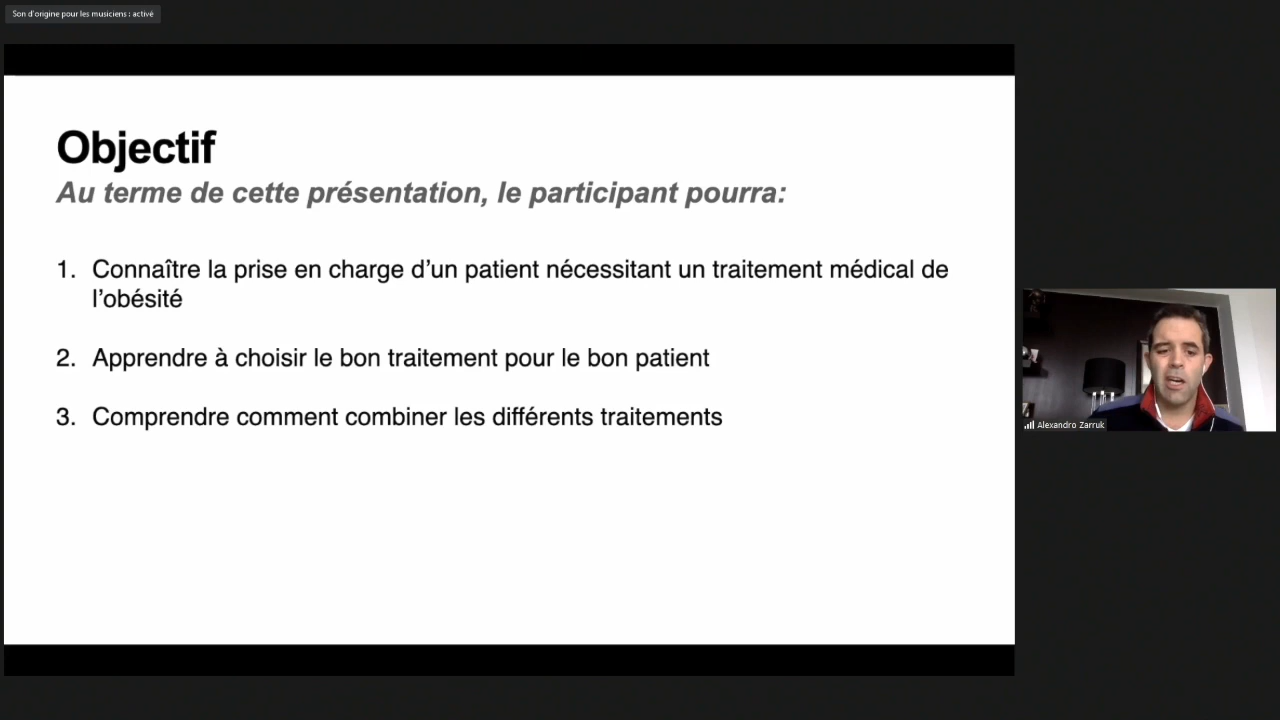 Son d'origine pour les musiciens : activé
Objectif
Au terme de cette présentation, le participant pourra:
1. Connaître la prise en charge d’un patient nécessitant un traitement médical de
l’obésité
2. Apprendre à choisir le bon traitement pour le bon patient
3. Comprendre comment combiner les différents traitements
Alexandro Zarruk